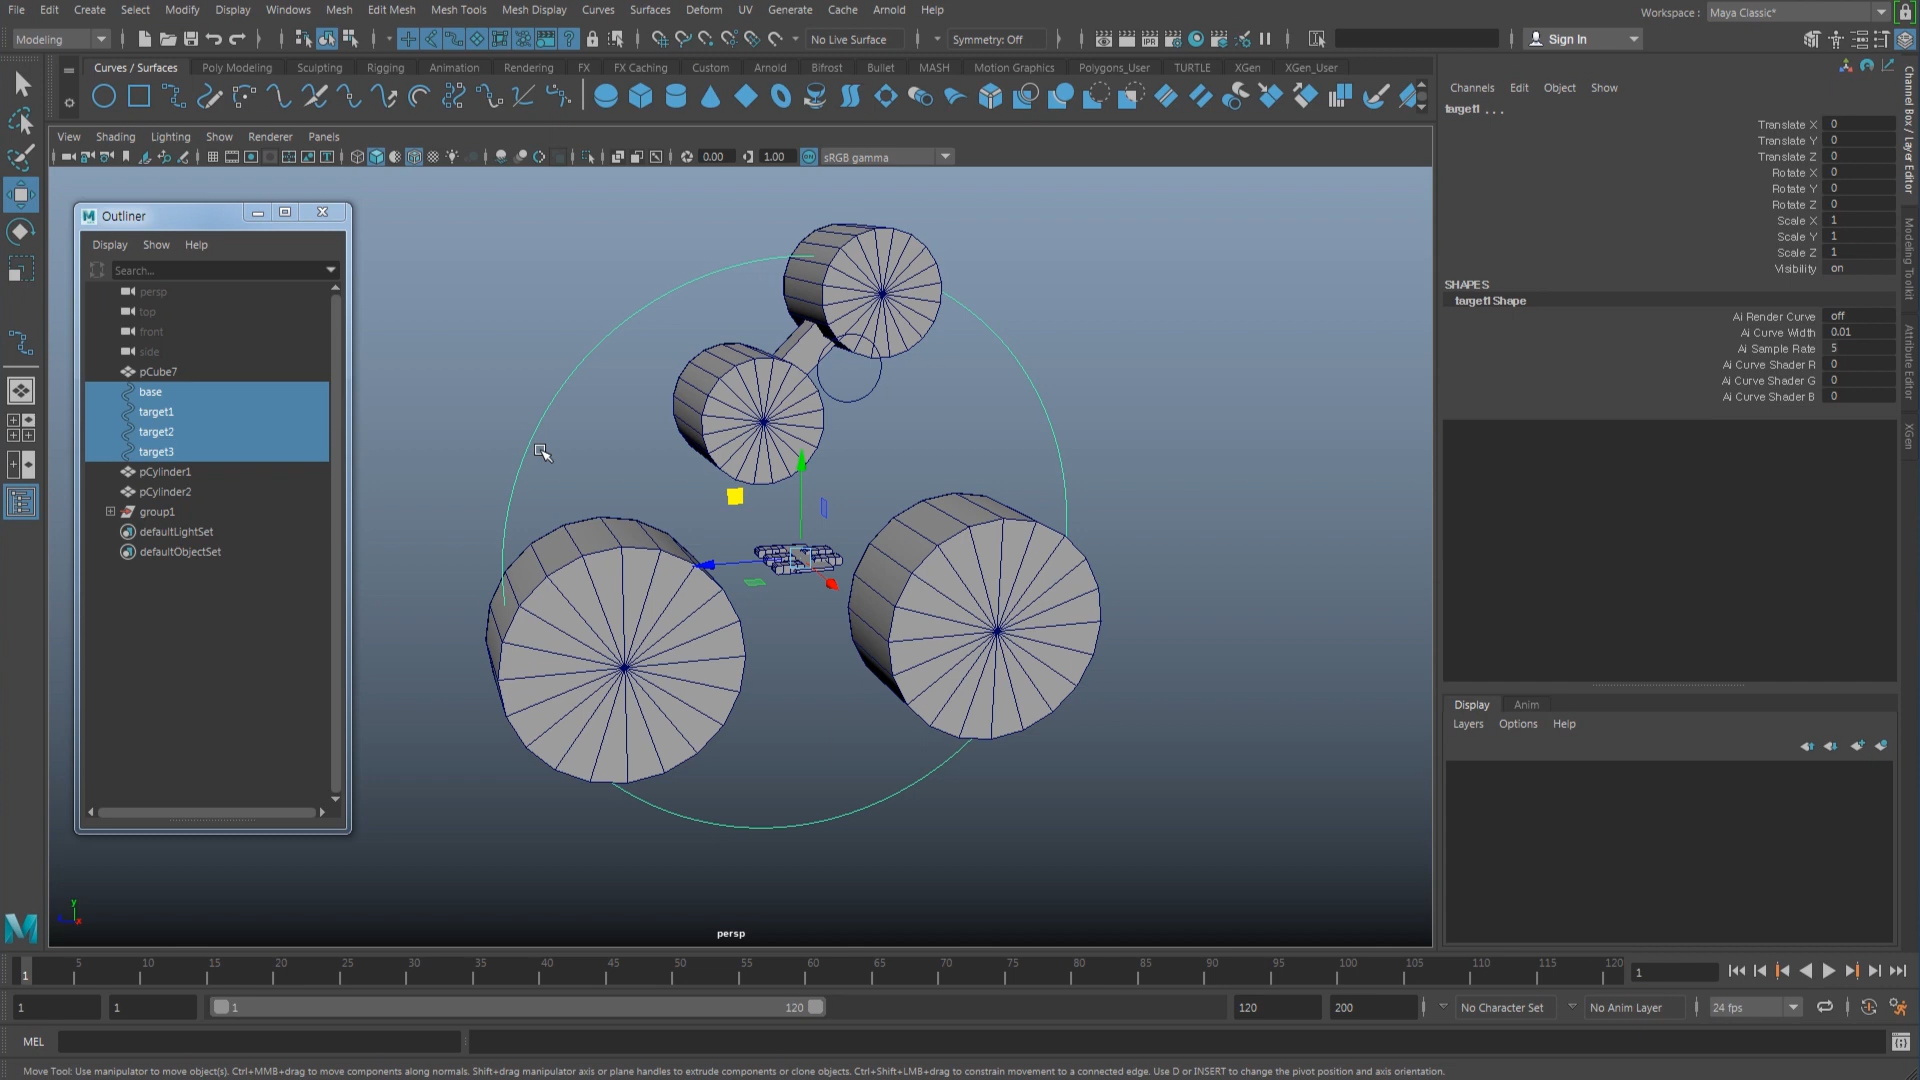 File Edit Create Select Modify Display Windows Mesh Edit Mesh Mesh Tools Mesh Display Curves Surfaces Deform UV Generate Cache Arnold Help
Workspace : Maya Classic*
Modeling No Live Surface Symmetry: Off Sign In
Curves / Surfaces Poly Modeling Sculpting Rigging Animation Rendering FX FX Caching Custom Arnold Bifrost Bullet MASH Motion Graphics Polygons_User TURTLE XGen XGen_User
View Shading Lighting Show Renderer Panels
0.00 1.00 sRGB gamma
Outliner
Display Show Help
Search...
persp
top
front
side
pCube7
base
target1
target2
target3
pCylinder1
pCylinder2
group1
defaultLightSet
defaultObjectSet
y
x
persp
Channels Edit Object Show
target1 . . .
Translate X 0
Translate Y 0
Translate Z 0
Rotate X 0
Rotate Y 0
Rotate Z 0
Scale X 1
Scale Y 1
Scale Z 1
Visibility on
SHAPES
target1Shape
Ai Render Curve off
Ai Curve Width 0.01
Ai Sample Rate 5
Ai Curve Shader R 0
Ai Curve Shader G 0
Ai Curve Shader B 0
Display Anim
Layers Options Help
Channel Box / Layer Editor
Modeling Toolkit
Attribute Editor
XGen
1 5 10 15 20 25 30 35 40 45 50 55 60 65 70 75 80 85 90 95 100 105 110 115 120 1
1 1 1 120 120 200 No Character Set No Anim Layer 24 fps
MEL
Move Tool: Use manipulator to move object(s). Ctrl+MMB+drag to move components along normals. Shift+drag manipulator axis or plane handles to extrude components or clone objects. Ctrl+Shift+LMB+drag to constrain movement to a connected edge. Use D or INSERT to change the pivot position and axis orientation.